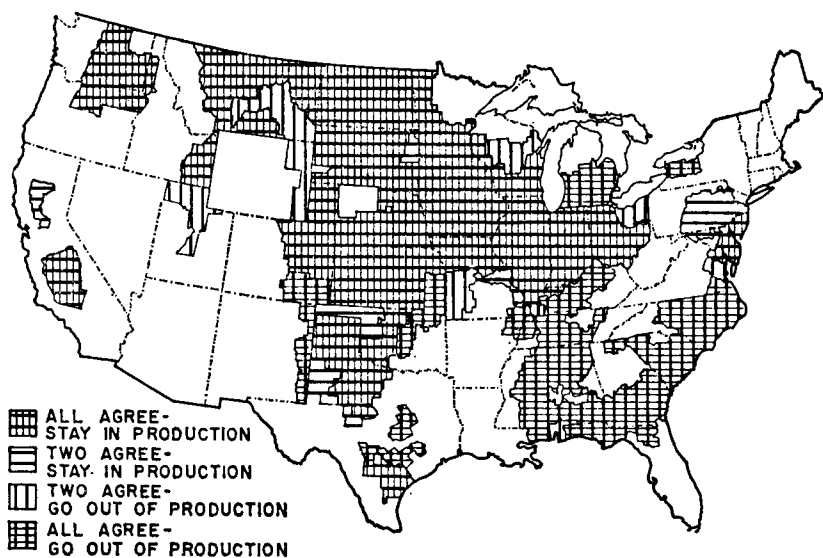 ALL AGREE-
STAY IN PRODUCTION
TWO AGREE-
STAY IN PRODUCTION
TWO AGREE-
GO OUT OF PRODUCTION
ALL AGREE-
GO OUT OF PRODUCTION